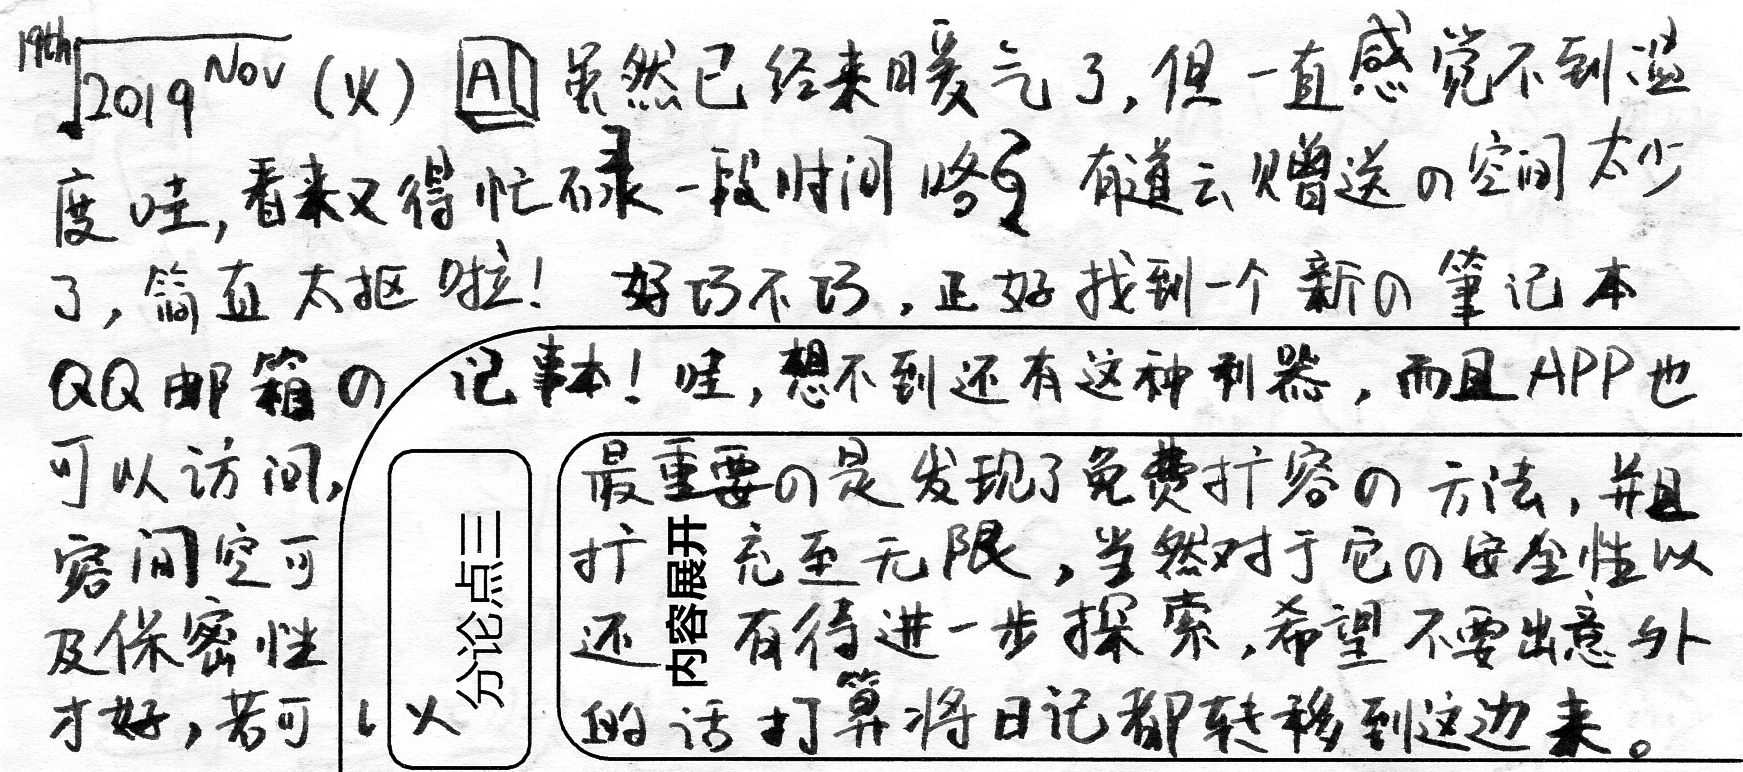 19th 2019 Nov (火) A 虽然已经来暖气了,但一直感觉不到温
度哇,看来又得忙碌一段时间咯 有道云赠送の空间太少
了,简直太抠啦! 好巧不巧,正好找到一个新の筆记本
QQ邮箱の 记事本! 哇,想不到还有这种利器,而且APP也
可以访问, 最重要の是发现了免费扩容の方法,并且
容间空可 扩 充至无限,当然对于它の安全性以
及保密性 还 有待进一步探索,希望不要出意外
才好,若可以 的话打算将日记都转移到这边来。
分论点三
内容展开